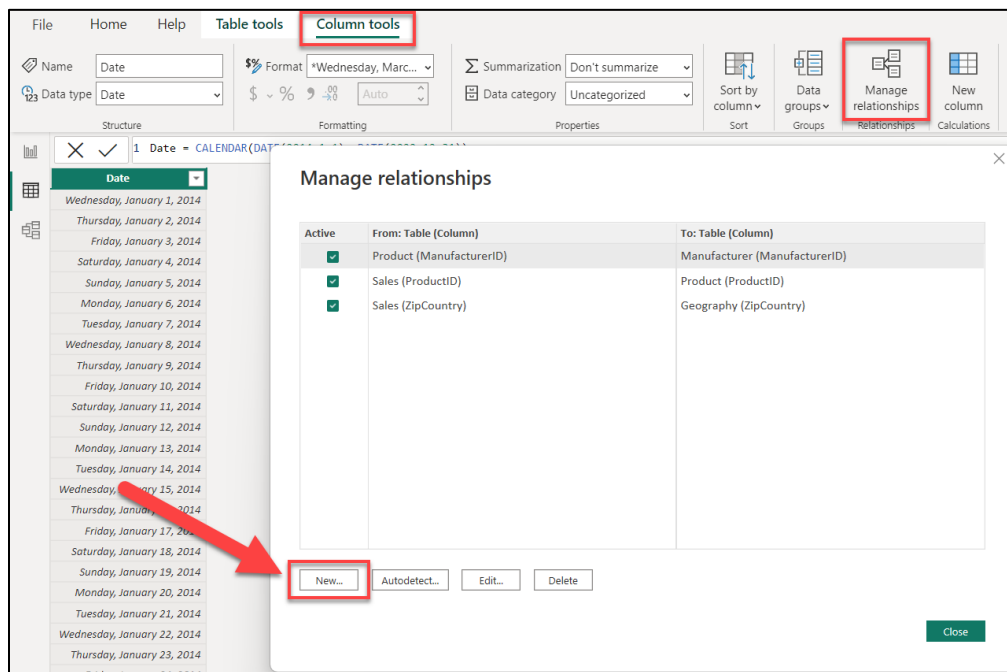 File Home Help Table tools Column tools
Name Date
Data type Date
Structure
$% Format *Wednesday, Marc...
$ % 9 .00 Auto
Formatting
Summarization Don't summarize
Data category Uncategorized
Properties
Sort by
column
Sort
Data
groups
Groups
Manage
relationships
Relationships
New
column
Calculations
1 Date = CALENDAR(
Date
Wednesday, January 1, 2014
Thursday, January 2, 2014
Friday, January 3, 2014
Saturday, January 4, 2014
Sunday, January 5, 2014
Monday, January 6, 2014
Tuesday, January 7, 2014
Wednesday, January 8, 2014
Thursday, January 9, 2014
Friday, January 10, 2014
Saturday, January 11, 2014
Sunday, January 12, 2014
Monday, January 13, 2014
Tuesday, January 14, 2014
Wednesday, January 15, 2014
Thursday,
Friday, January 17,
Saturday, January 18, 2014
Sunday, January 19, 2014
Monday, January 20, 2014
Tuesday, January 21, 2014
Wednesday, January 22, 2014
Thursday, January 23, 2014
Manage relationships
Active From: Table (Column) To: Table (Column)
Product (ManufacturerID) Manufacturer (ManufacturerID)
Sales (ProductID) Product (ProductID)
Sales (ZipCountry) Geography (ZipCountry)
New... Autodetect... Edit... Delete
Close